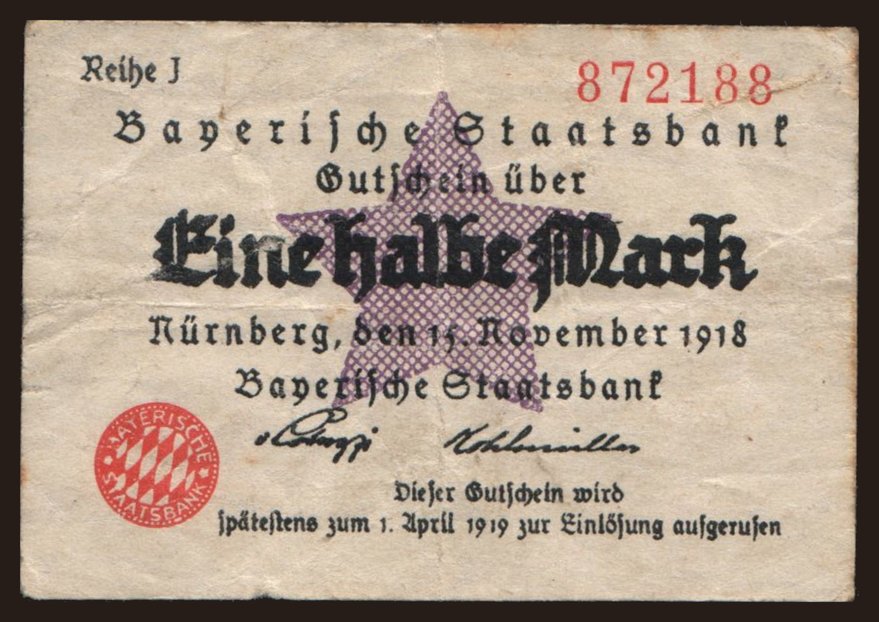 Reihe J
872188
Bayerische Staatsbank
Gutschein über
Eine halbe Mark
Nürnberg, den 15. November 1918
Bayerische Staatsbank
BAYERISCHE STAATSBANK
Dieser Gutschein wird
spätestens zum 1. April 1919 zur Einlösung aufgerufen